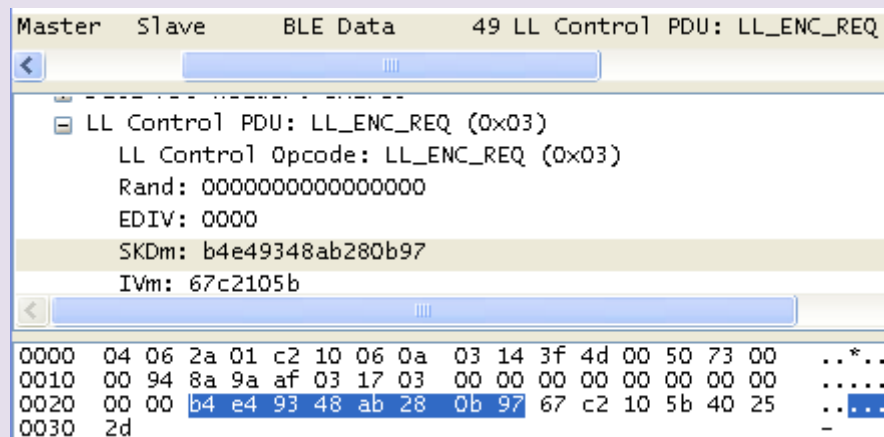 Master Slave BLE Data 49 LL Control PDU: LL_ENC_REQ
LL Control PDU: LL_ENC_REQ (0x03)
LL Control Opcode: LL_ENC_REQ (0x03)
Rand: 0000000000000000
EDIV: 0000
SKDm: b4e49348ab280b97
IVm: 67c2105b
0000 04 06 2a 01 c2 10 06 0a 03 14 3f 4d 00 50 73 00 ..*..
0010 00 94 8a 9a af 03 17 03 00 00 00 00 00 00 00 00 .....
0020 00 00 b4 e4 93 48 ab 28 0b 97 67 c2 10 5b 40 25 .....
0030 2d -